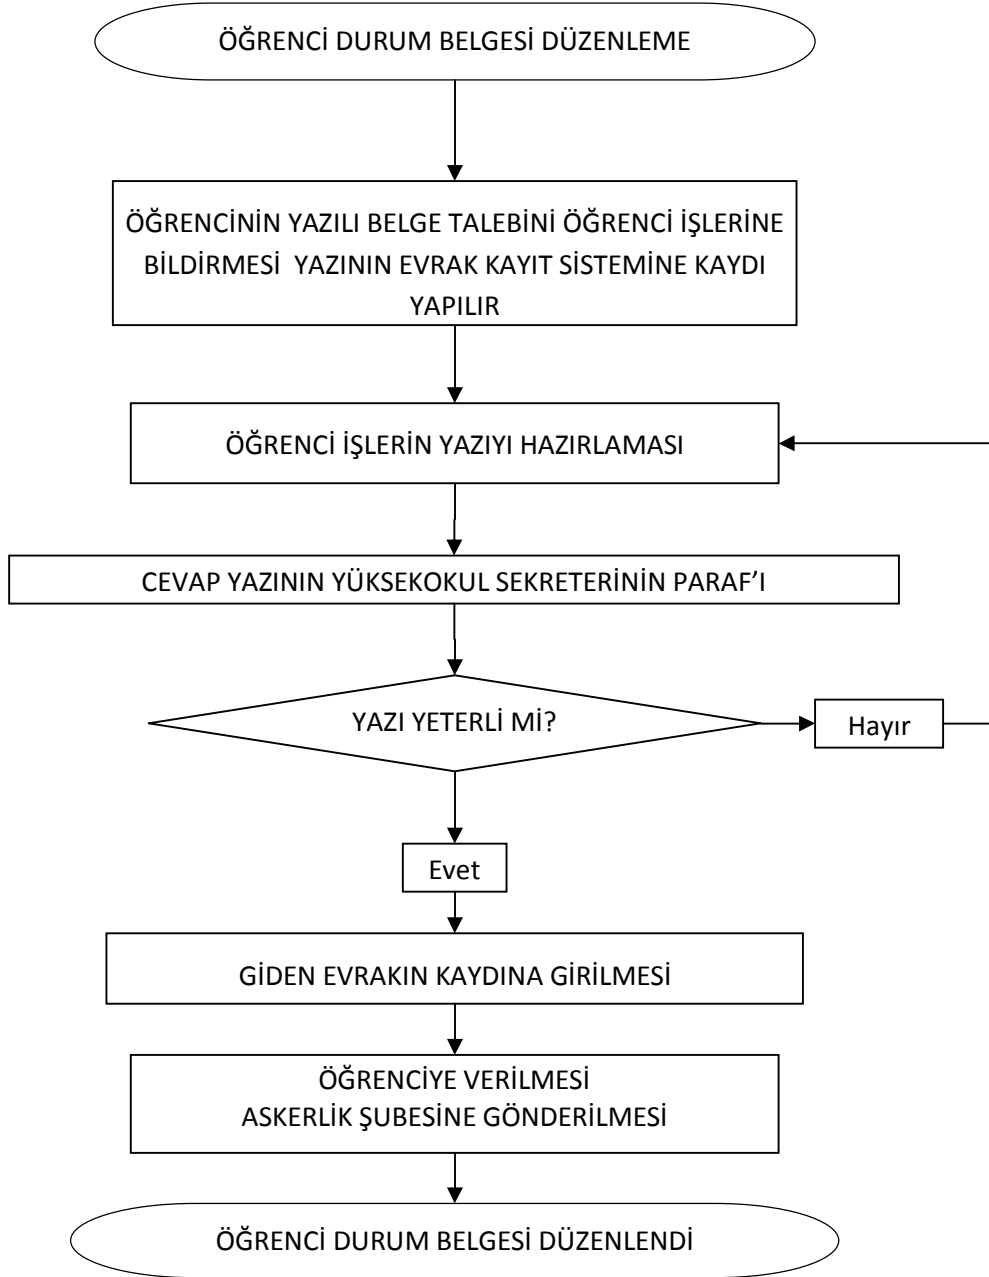 ÖĞRENCİ DURUM BELGESİ DÜZENLEME
ÖĞRENCİNİN YAZILI BELGE TALEBİNİ ÖĞRENCİ İŞLERİNE
BİLDİRMESİ  YAZININ EVRAK KAYIT SİSTEMİNE KAYDI
YAPILIR
ÖĞRENCİ İŞLERİN YAZIYI HAZIRLAMASI
CEVAP YAZININ YÜKSEKOKUL SEKRETERİNİN PARAF’I
YAZI YETERLİ Mİ?
Hayır
Evet
GİDEN EVRAKIN KAYDINA GİRİLMESİ
ÖĞRENCİYE VERİLMESİ
ASKERLİK ŞUBESİNE GÖNDERİLMESİ
ÖĞRENCİ DURUM BELGESİ DÜZENLENDİ